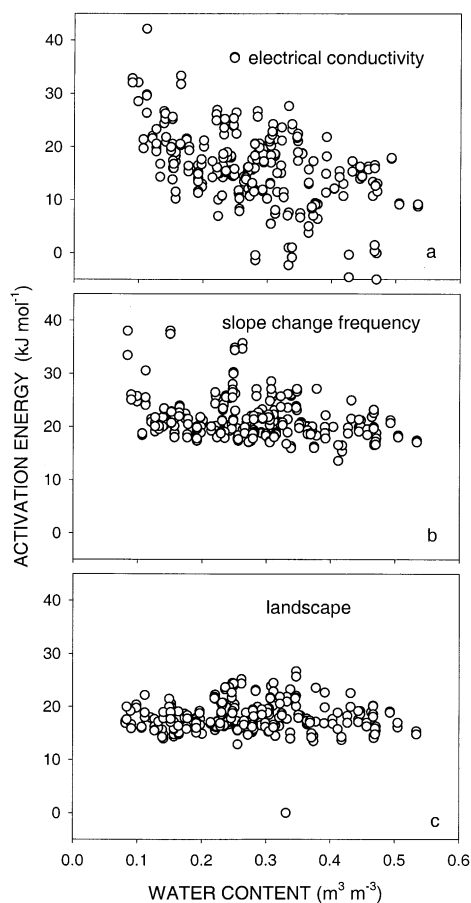 40
electrical conductivity
30
20
10
0
a
40
slope change frequency
30
20
10
0
b
ACTIVATION ENERGY (kJ mol⁻¹)
40
landscape
30
20
10
0
c
0.0 0.1 0.2 0.3 0.4 0.5 0.6
WATER CONTENT (m³ m⁻³)